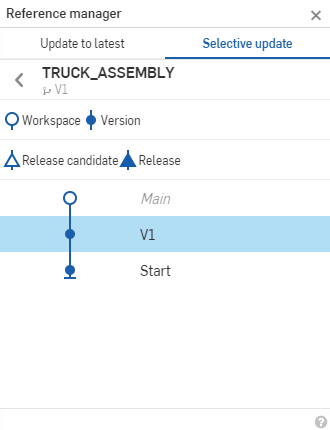 Reference manager
Update to latest
Selective update
TRUCK_ASSEMBLY
V1
Workspace
Version
Release candidate
Release
Main
V1
Start
?